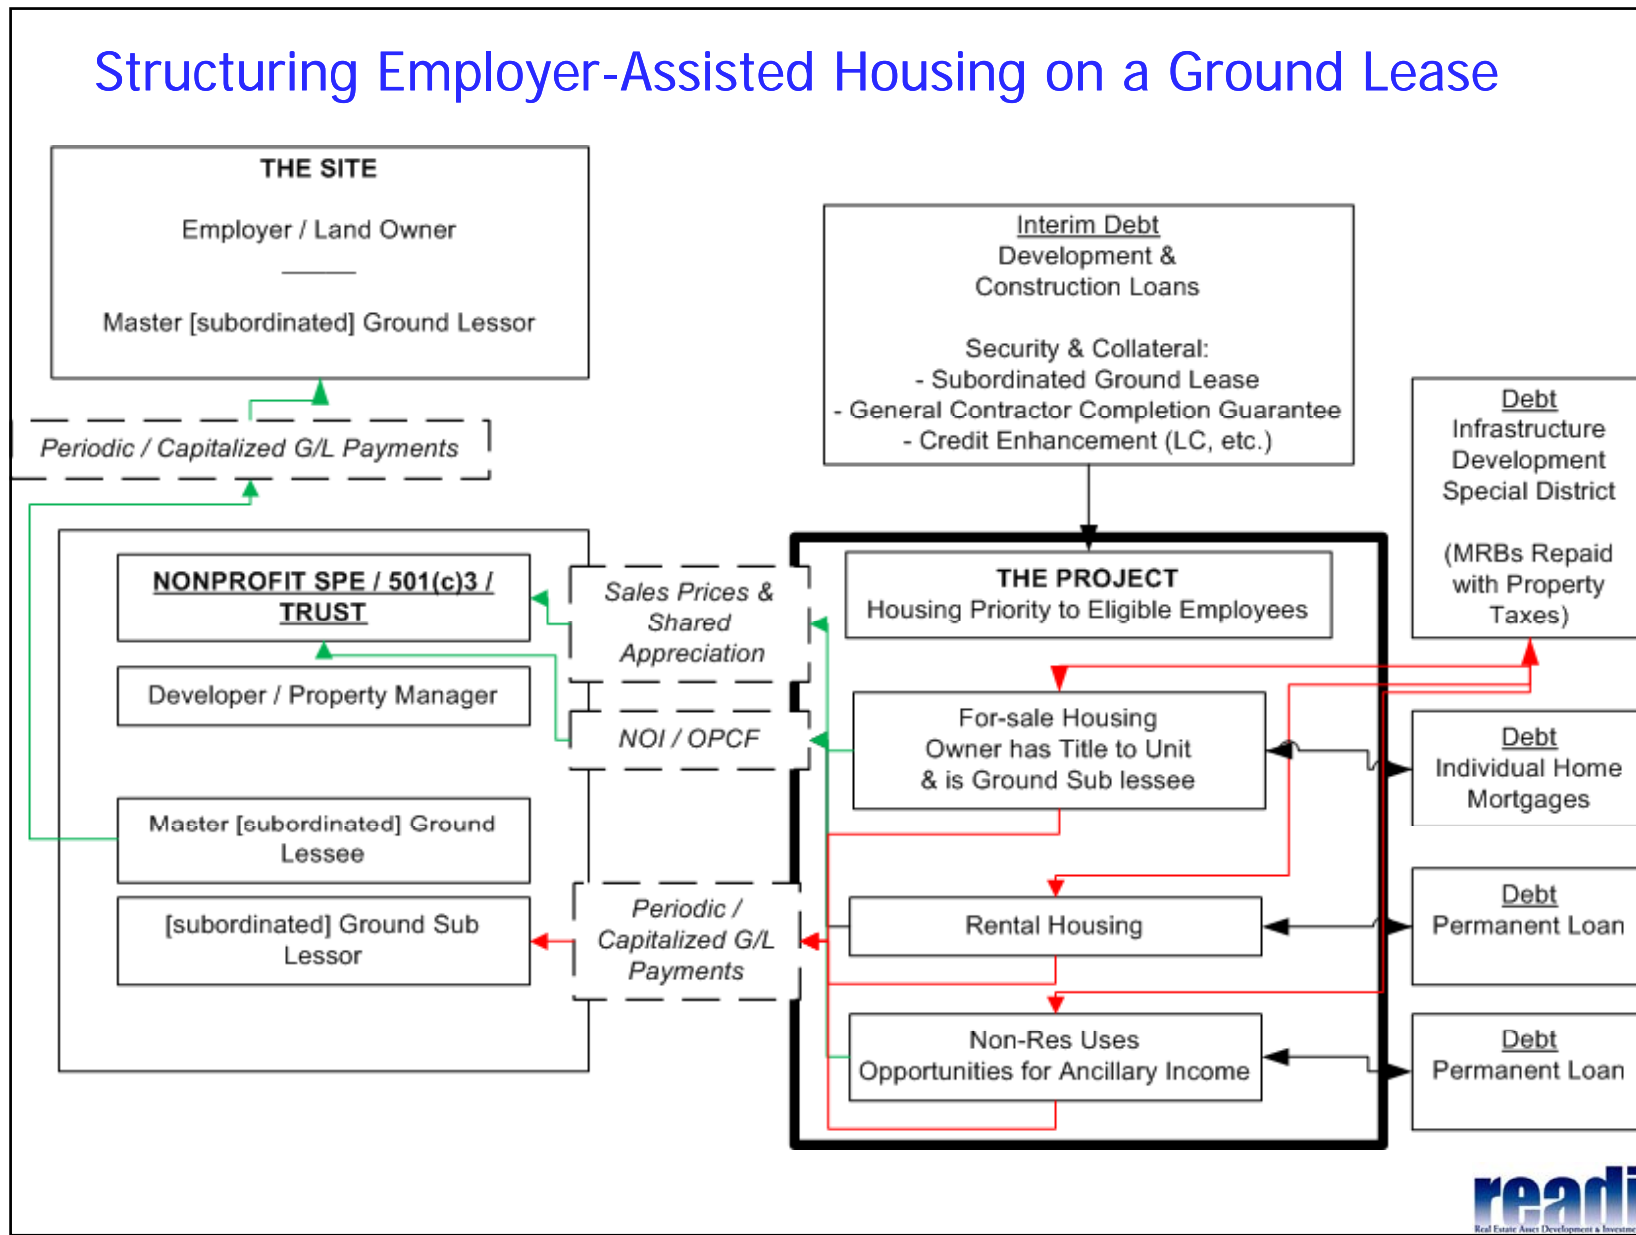 Structuring Employer-Assisted Housing on a Ground Lease
THE SITE
Employer / Land Owner
Master [subordinated] Ground Lessor
Periodic / Capitalized G/L Payments
NONPROFIT SPE / 501(c)3 /
TRUST
Developer / Property Manager
Master [subordinated] Ground
Lessee
[subordinated] Ground Sub
Lessor
Sales Prices &
Shared
Appreciation
NOI / OPCF
Periodic /
Capitalized G/L
Payments
Interim Debt
Development &
Construction Loans
Security & Collateral:
- Subordinated Ground Lease
- General Contractor Completion Guarantee
- Credit Enhancement (LC, etc.)
THE PROJECT
Housing Priority to Eligible Employees
For-sale Housing
Owner has Title to Unit
& is Ground Sub lessee
Rental Housing
Non-Res Uses
Opportunities for Ancillary Income
Debt
Infrastructure
Development
Special District
(MRBs Repaid
with Property
Taxes)
Debt
Individual Home
Mortgages
Debt
Permanent Loan
Debt
Permanent Loan
readi
Real Estate Asset Development &